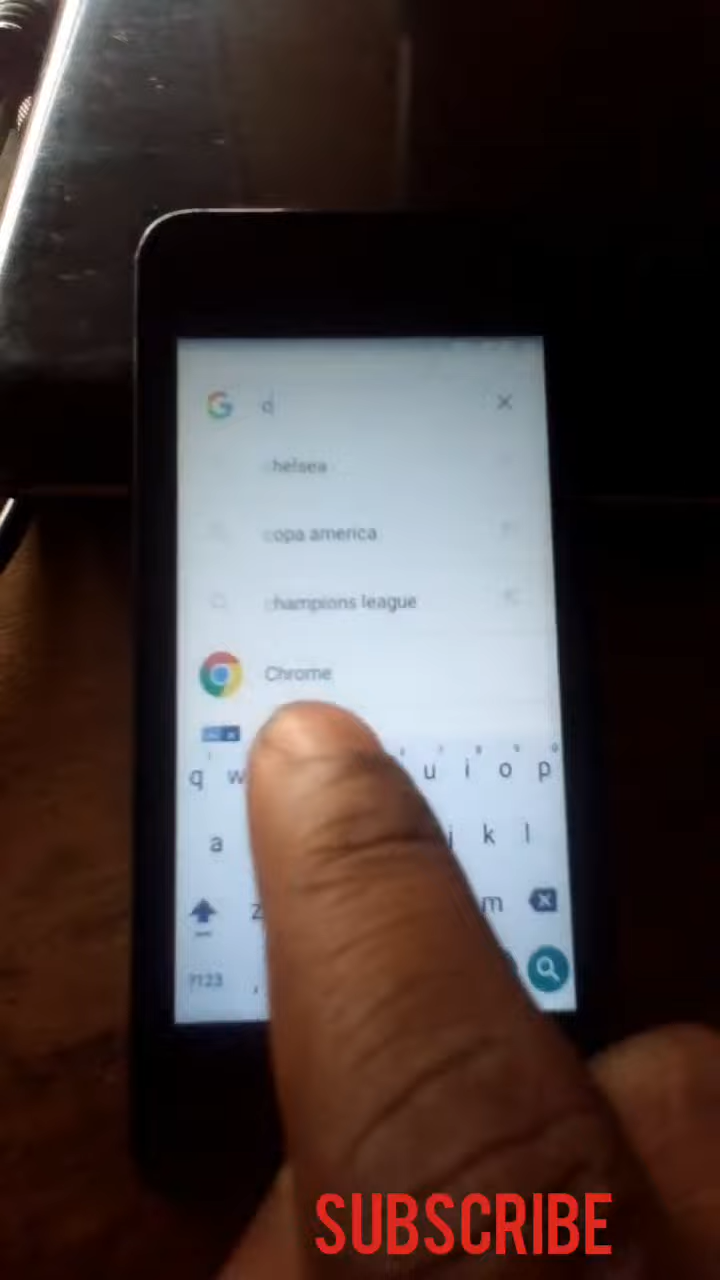 c
chelsea
copa america
champions league
Chrome
q w u i o p
a j k l
z m
?123 ,
SUBSCRIBE